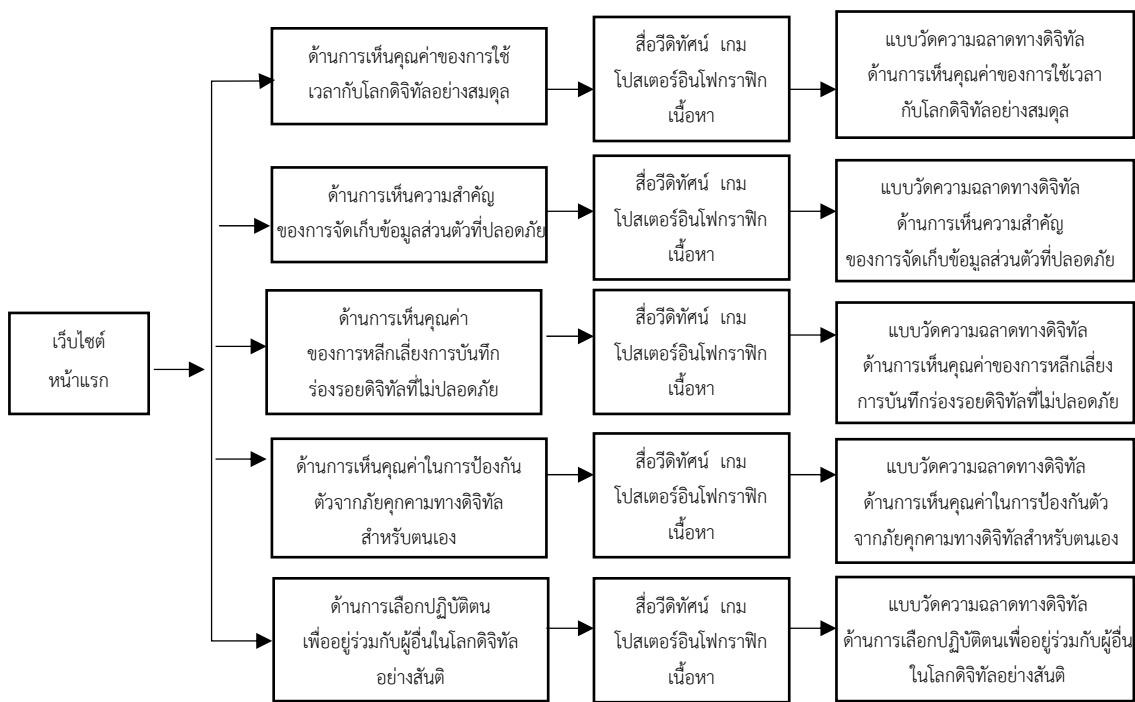 เว็บไซต์
หน้าแรก
ด้านการเห็นคุณค่าของการใช้
เวลากับโลกดิจิทัลอย่างสมดุล
สื่อวีดิทัศน์ เกม
โปสเตอร์อินโฟกราฟิก
เนื้อหา
แบบวัดความฉลาดทางดิจิทัล
ด้านการเห็นคุณค่าของการใช้เวลา
กับโลกดิจิทัลอย่างสมดุล
ด้านการเห็นความสำคัญ
ของการจัดเก็บข้อมูลส่วนตัวที่ปลอดภัย
สื่อวีดิทัศน์ เกม
โปสเตอร์อินโฟกราฟิก
เนื้อหา
แบบวัดความฉลาดทางดิจิทัล
ด้านการเห็นความสำคัญ
ของการจัดเก็บข้อมูลส่วนตัวที่ปลอดภัย
ด้านการเห็นคุณค่า
ของการหลีกเลี่ยงการบันทึก
ร่องรอยดิจิทัลที่ไม่ปลอดภัย
สื่อวีดิทัศน์ เกม
โปสเตอร์อินโฟกราฟิก
เนื้อหา
แบบวัดความฉลาดทางดิจิทัล
ด้านการเห็นคุณค่าของการหลีกเลี่ยง
การบันทึกร่องรอยดิจิทัลที่ไม่ปลอดภัย
ด้านการเห็นคุณค่าในการป้องกัน
ตัวจากภัยคุกคามทางดิจิทัล
สำหรับตนเอง
สื่อวีดิทัศน์ เกม
โปสเตอร์อินโฟกราฟิก
เนื้อหา
แบบวัดความฉลาดทางดิจิทัล
ด้านการเห็นคุณค่าในการป้องกันตัว
จากภัยคุกคามทางดิจิทัลสำหรับตนเอง
ด้านการเลือกปฏิบัติตน
เพื่ออยู่ร่วมกับผู้อื่นในโลกดิจิทัล
อย่างสันติ
สื่อวีดิทัศน์ เกม
โปสเตอร์อินโฟกราฟิก
เนื้อหา
แบบวัดความฉลาดทางดิจิทัล
ด้านการเลือกปฏิบัติตนเพื่ออยู่ร่วมกับผู้อื่น
ในโลกดิจิทัลอย่างสันติ